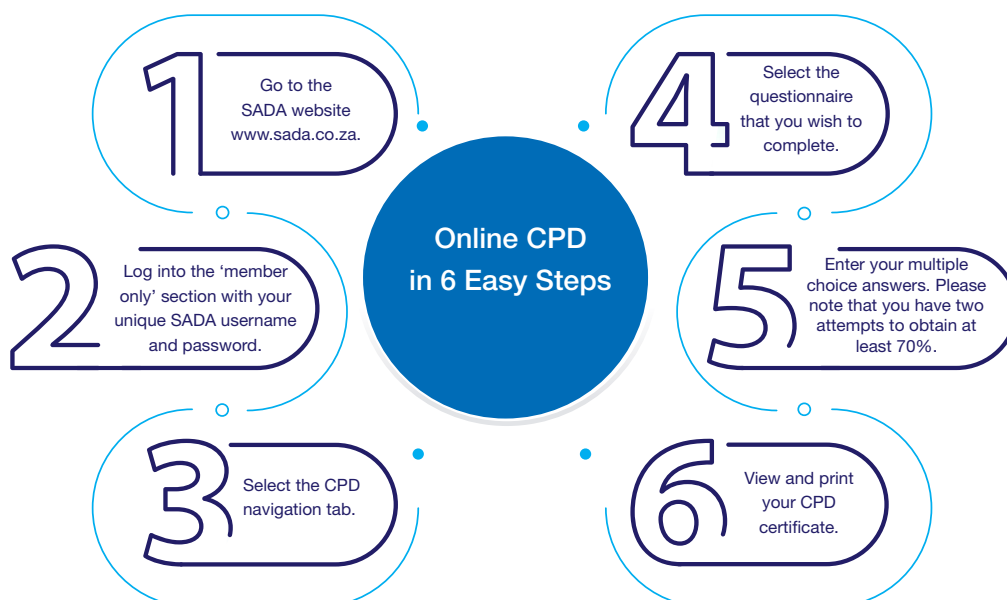 1
Go to the
SADA website
www.sada.co.za.
2
Log into the ‘member
only’ section with your
unique SADA username
and password.
3
Select the CPD
navigation tab.
Online CPD
in 6 Easy Steps
4
Select the
questionnaire
that you wish to
complete.
5
Enter your multiple
choice answers. Please
note that you have two
attempts to obtain at
least 70%.
6
View and print
your CPD
certificate.